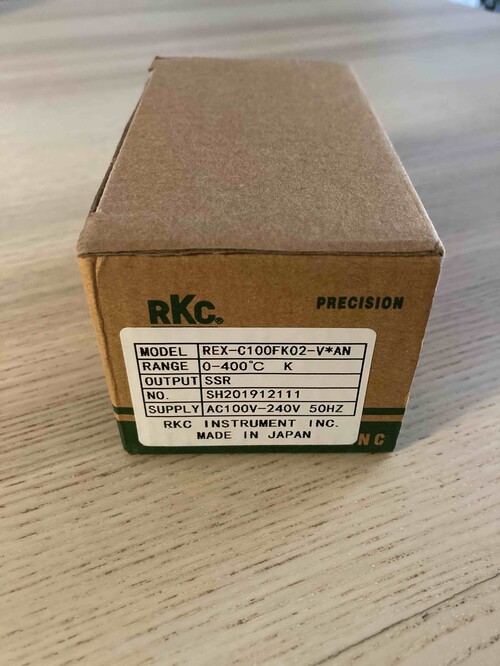 RKC®
PRECISION
MODEL REX-C100FK02-V*AN
RANGE 0-400℃ K
OUTPUT SSR
NO. SH201912111
SUPPLY AC100V-240V 50HZ
RKC INSTRUMENT INC.
MADE IN JAPAN
NC